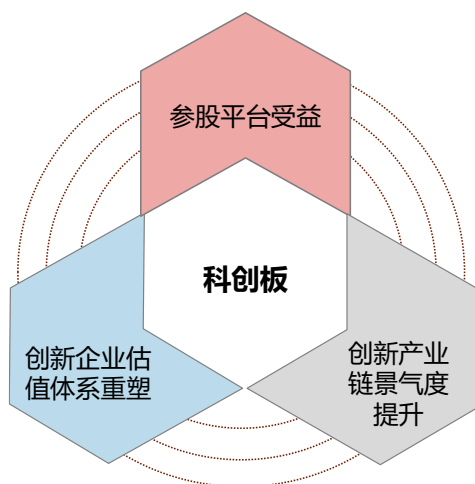 参股平台受益
科创板
创新企业估
值体系重塑
创新产业
链景气度
提升